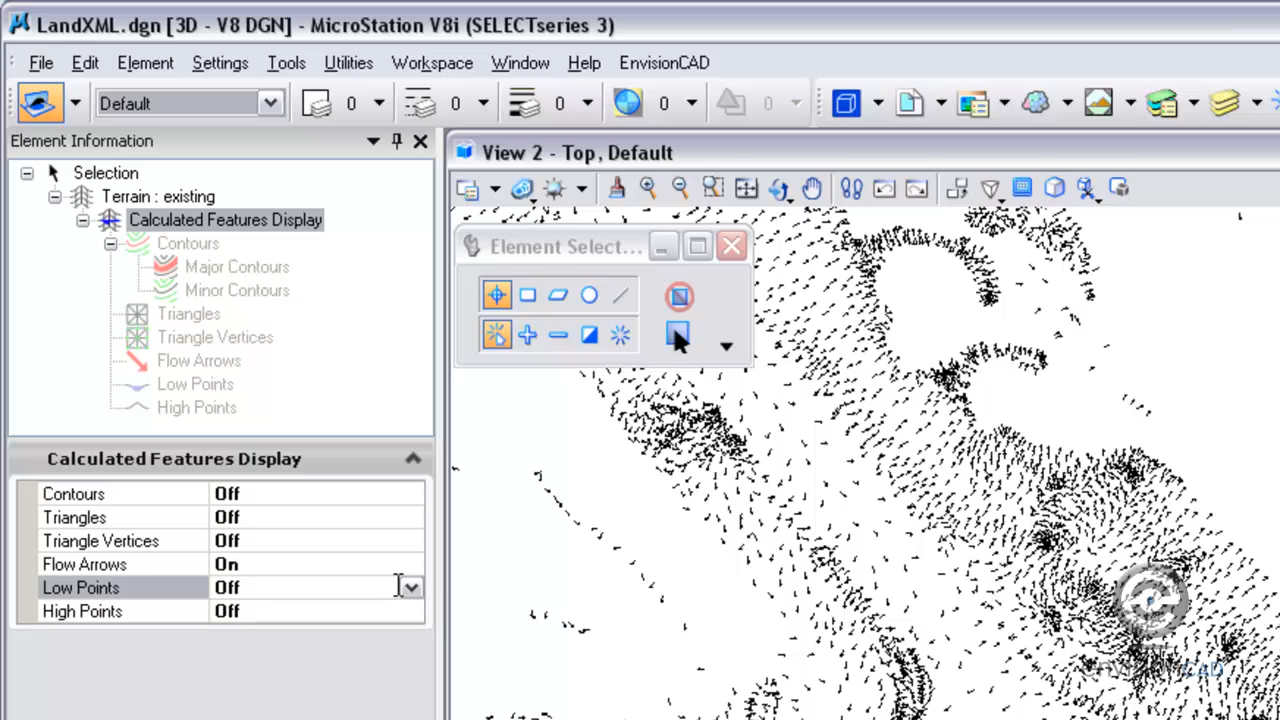 LandXML.dgn [3D - V8 DGN] - MicroStation V8i (SELECTseries 3)
File Edit Element Settings Tools Utilities Workspace Window Help EnvisionCAD
Default 0 0 0 0 0
Element Information
View 2 - Top, Default
Selection
Terrain : existing
Calculated Features Display
Contours
Major Contours
Minor Contours
Triangles
Triangle Vertices
Flow Arrows
Low Points
High Points
Element Select...
Calculated Features Display
Contours Off
Triangles Off
Triangle Vertices Off
Flow Arrows On
Low Points Off
High Points Off